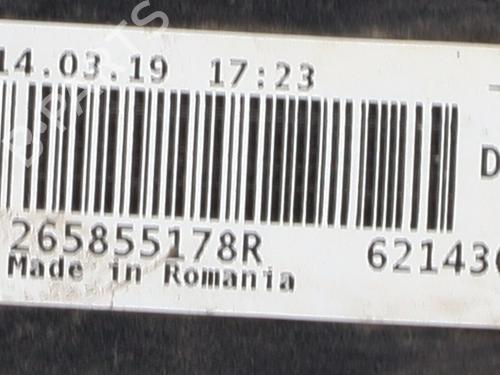 14.03.19 17:23
D
265855178R 62143
Made in Romania